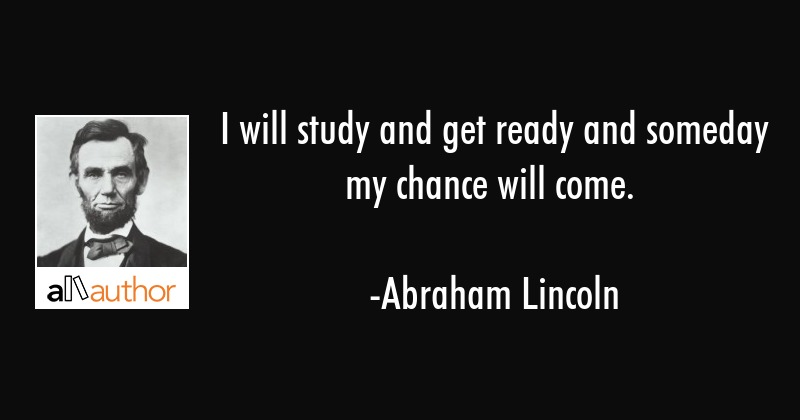 I will study and get ready and someday
my chance will come.
-Abraham Lincoln
allauthor